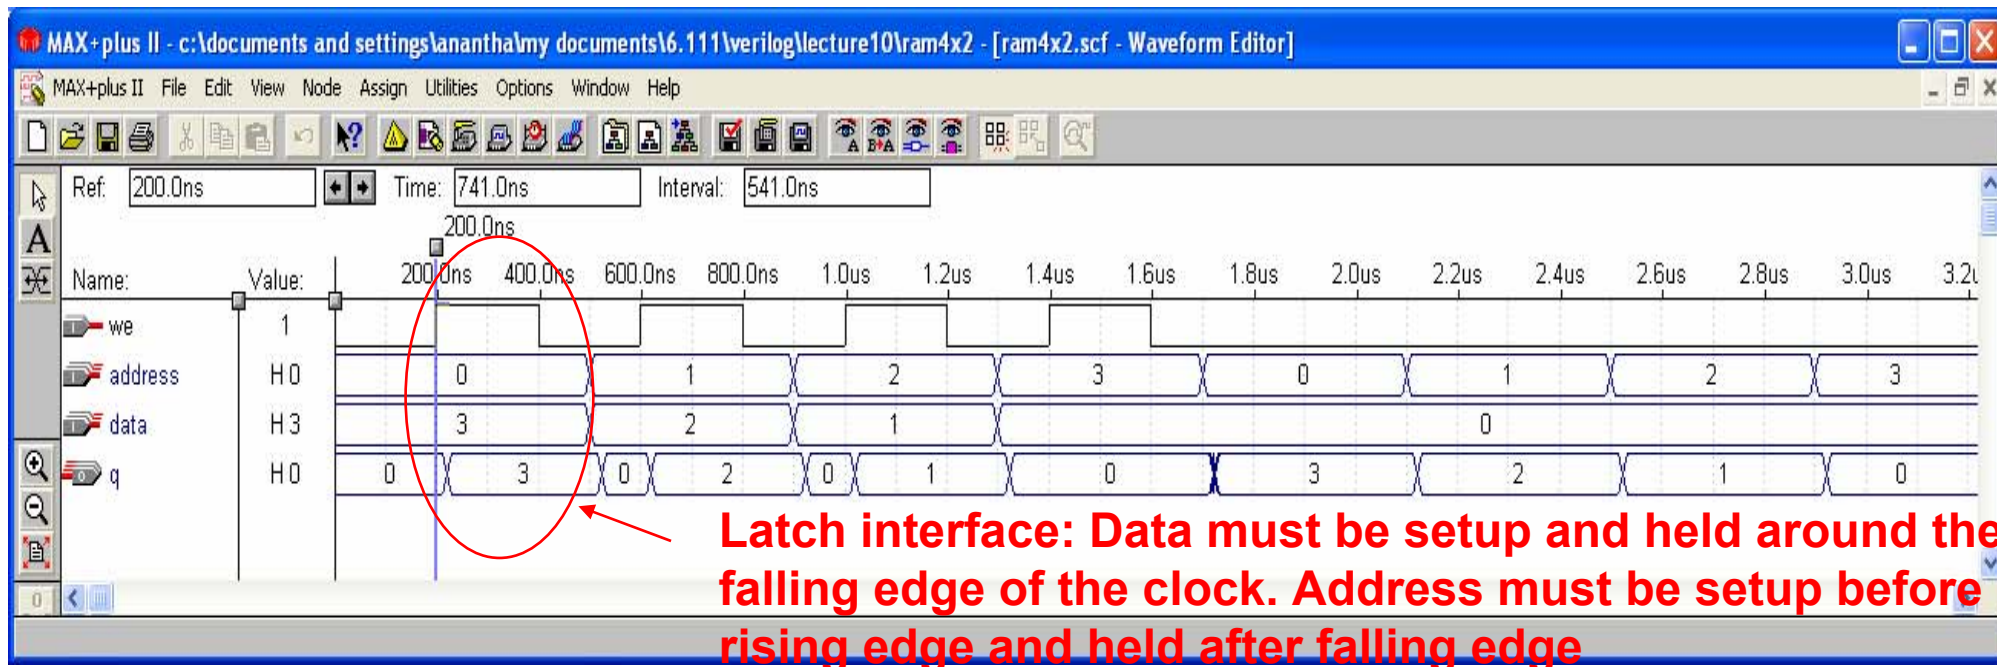 MAX+plus II - c:\documents and settings\anantha\my documents\6.111\verilog\lecture10\ram4x2 - [ram4x2.scf - Waveform Editor]
MAX+plus II File Edit View Node Assign Utilities Options Window Help
Ref: 200.0ns Time: 741.0ns Interval: 541.0ns
200.0ns
Name: Value: 200.0ns 400.0ns 600.0ns 800.0ns 1.0us 1.2us 1.4us 1.6us 1.8us 2.0us 2.2us 2.4us 2.6us 2.8us 3.0us 3.2u
we 1
address H 0 0 1 2 3 0 1 2 3
data H 3 3 2 1 0
q H 0 0 3 0 2 0 1 0 3 2 1 0
Latch interface: Data must be setup and held around the
falling edge of the clock. Address must be setup before
rising edge and held after falling edge